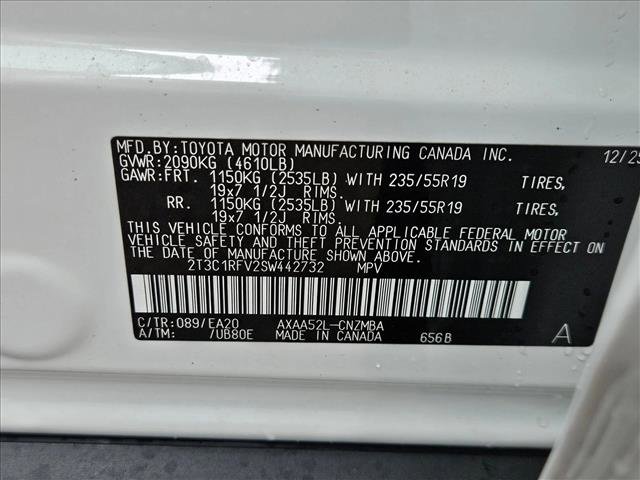 MFD.BY:TOYOTA MOTOR MANUFACTURING CANADA INC. 12/25
GVWR:2090KG (4610LB)
GAWR:FRT. 1150KG (2535LB) WITH 235/55R19 TIRES,
19x7 1/2J RIMS.
RR. 1150KG (2535LB) WITH 235/55R19 TIRES,
19x7 1/2J RIMS.
THIS VEHICLE CONFORMS TO ALL APPLICABLE FEDERAL MOTOR
VEHICLE SAFETY AND THEFT PREVENTION STANDARDS IN EFFECT ON
THE DATE OF MANUFACTURE SHOWN ABOVE.
2T3C1RFV2SW442732 MPV
C/TR:089/EA20 AXAA52L-CNZMBA
A/TM: /UB80E MADE IN CANADA 656B A